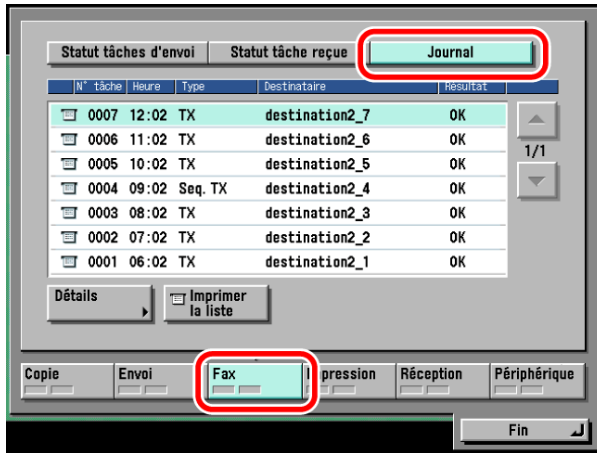 Statut tâches d'envoi Statut tâche reçue Journal
N° tâche Heure Type Destinataire Résultat
0007 12:02 TX destination2_7 OK
0006 11:02 TX destination2_6 OK
1/1
0005 10:02 TX destination2_5 OK
0004 09:02 Seq. TX destination2_4 OK
0003 08:02 TX destination2_3 OK
0002 07:02 TX destination2_2 OK
0001 06:02 TX destination2_1 OK
Détails Imprimer
la liste
Copie Envoi Fax Impression Réception Périphérique
Fin